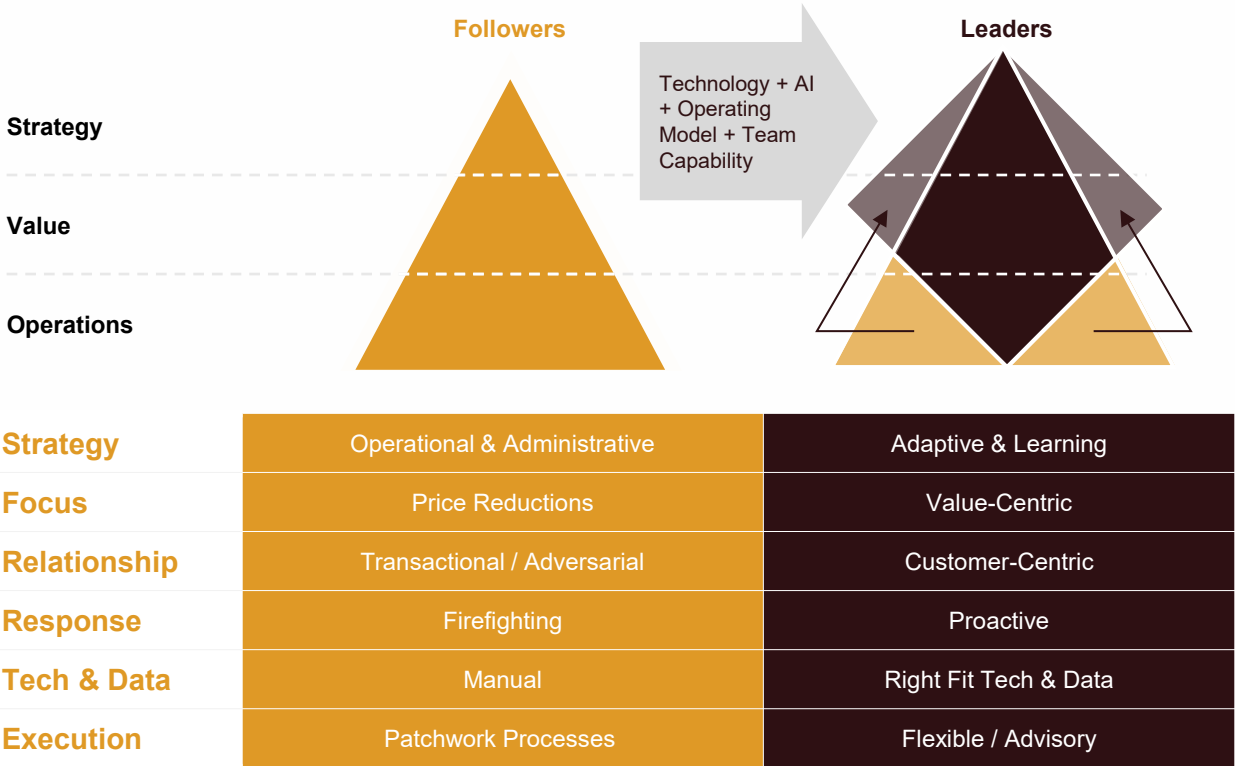 Followers
Leaders
Technology + AI
+ Operating
Model + Team
Capability
Strategy
Value
Operations
Strategy
Operational & Administrative
Adaptive & Learning
Focus
Price Reductions
Value-Centric
Relationship
Transactional / Adversarial
Customer-Centric
Response
Firefighting
Proactive
Tech & Data
Manual
Right Fit Tech & Data
Execution
Patchwork Processes
Flexible / Advisory